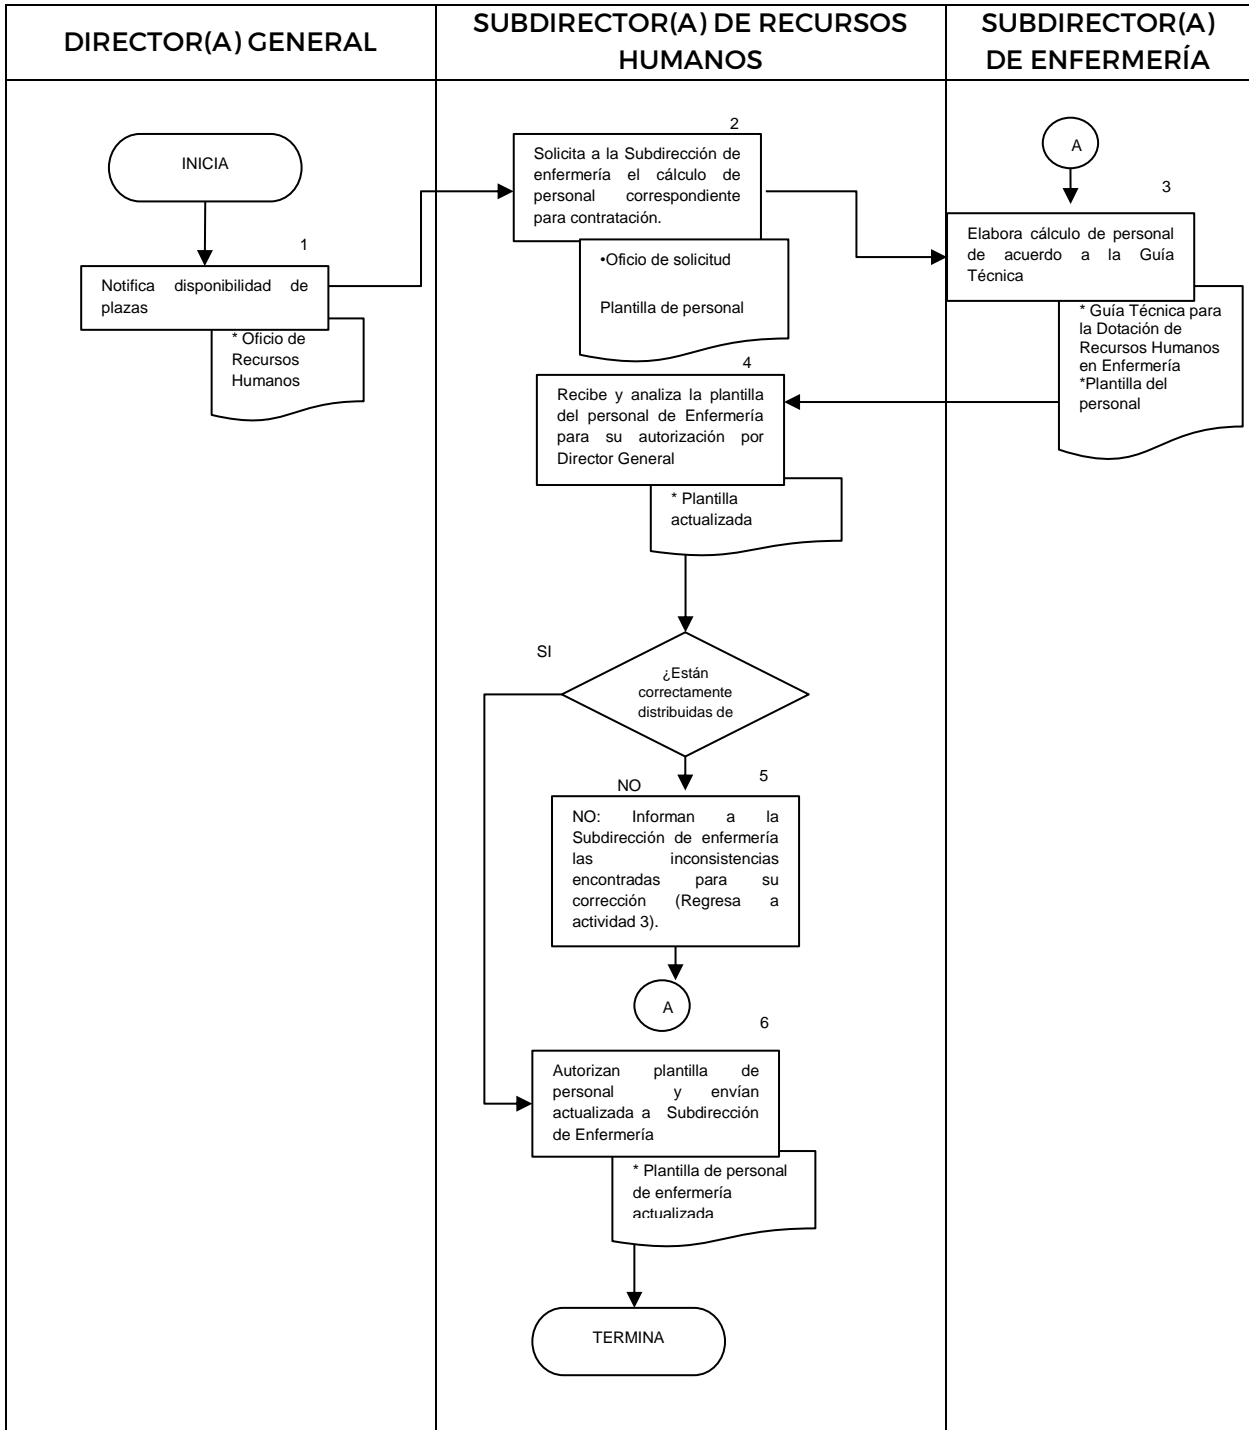 DIRECTOR(A) GENERAL
SUBDIRECTOR(A) DE RECURSOS
HUMANOS
SUBDIRECTOR(A)
DE ENFERMERÍA
INICIA
1
Notifica disponibilidad de
plazas
* Oficio de
Recursos
Humanos
2
Solicita a la Subdirección de
enfermería el cálculo de
personal correspondiente
para contratación.
•Oficio de solicitud
Plantilla de personal
A
3
Elabora cálculo de personal
de acuerdo a la Guía
Técnica
* Guía Técnica para
la Dotación de
Recursos Humanos
en Enfermería
*Plantilla del
personal
4
Recibe y analiza la plantilla
del personal de Enfermería
para su autorización por
Director General
* Plantilla
actualizada
SI
¿Están
correctamente
distribuidas de
NO
5
NO: Informan a la
Subdirección de enfermería
las inconsistencias
encontradas para su
corrección (Regresa a
actividad 3).
A
6
Autorizan plantilla de
personal y envían
actualizada a Subdirección
de Enfermería
* Plantilla de personal
de enfermería
actualizada
TERMINA